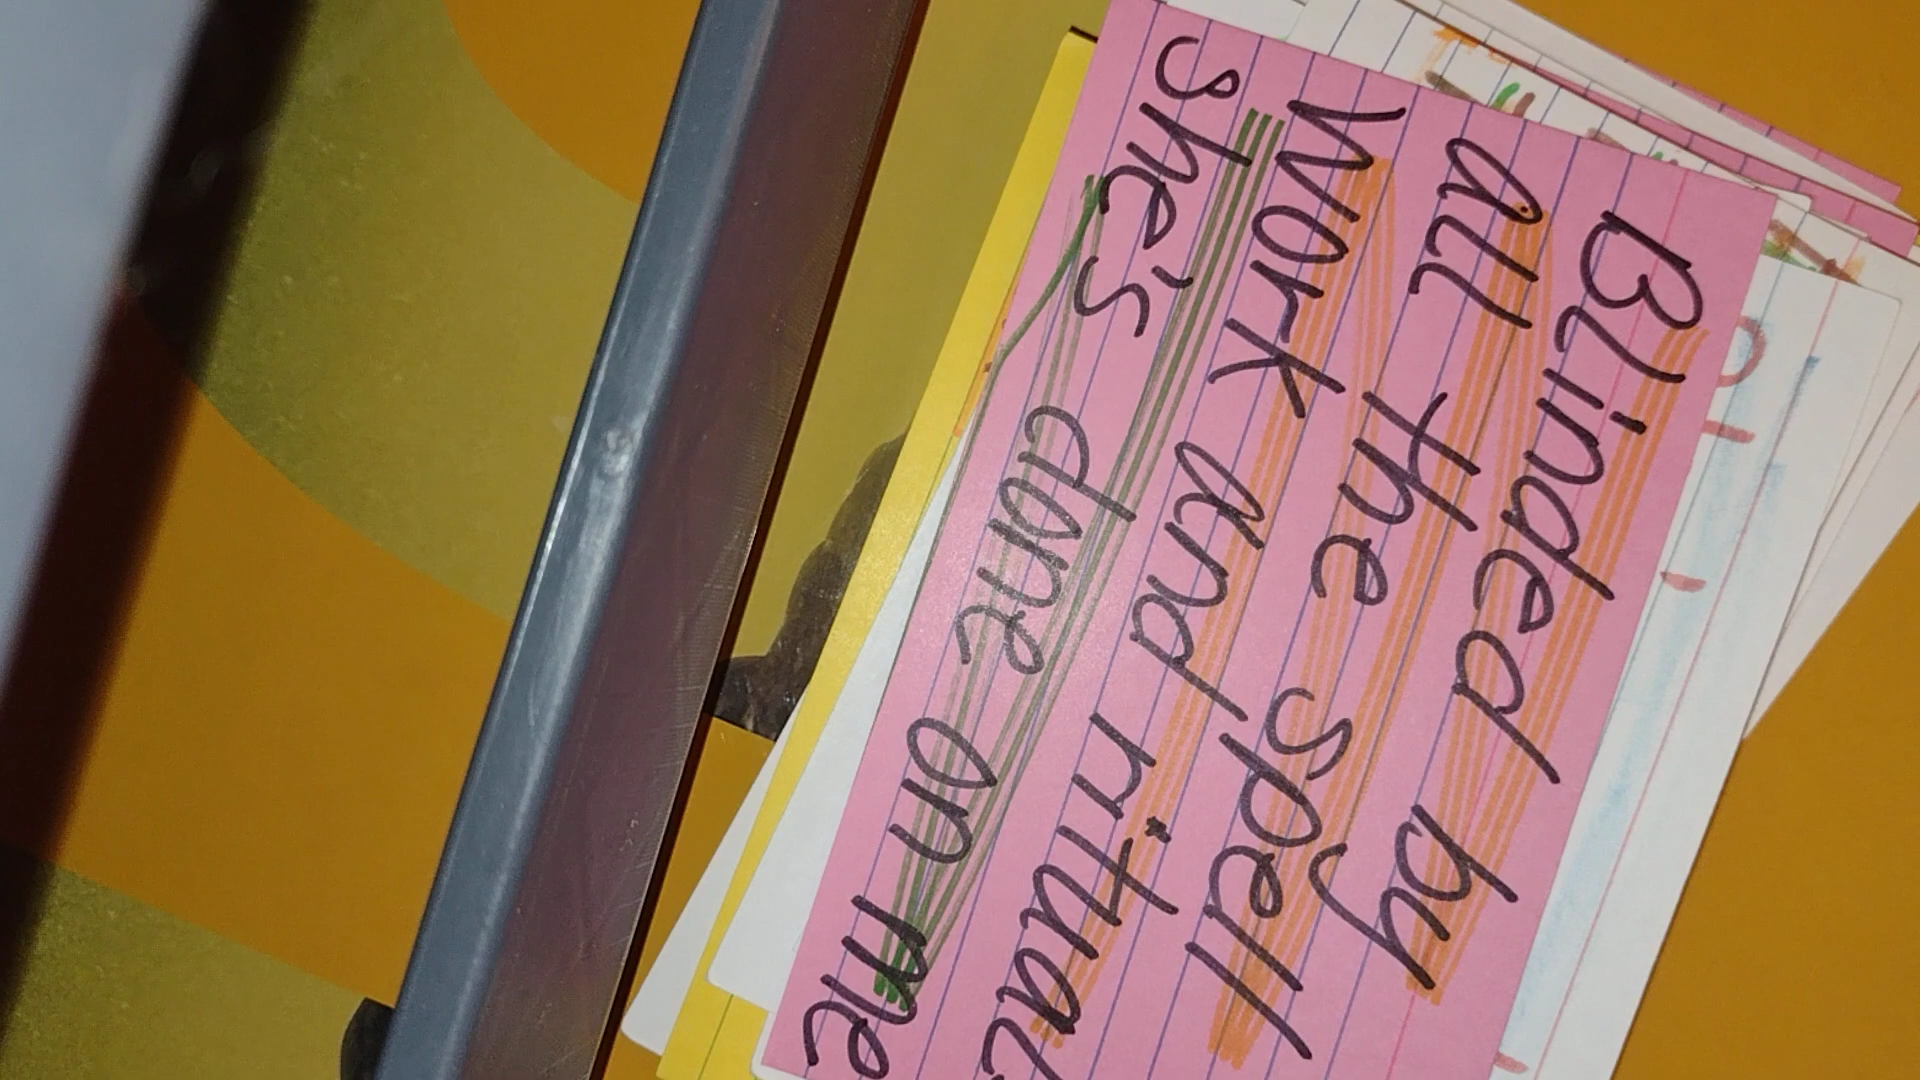 Blinded by
all the spell
Work and ritual
She's done on me